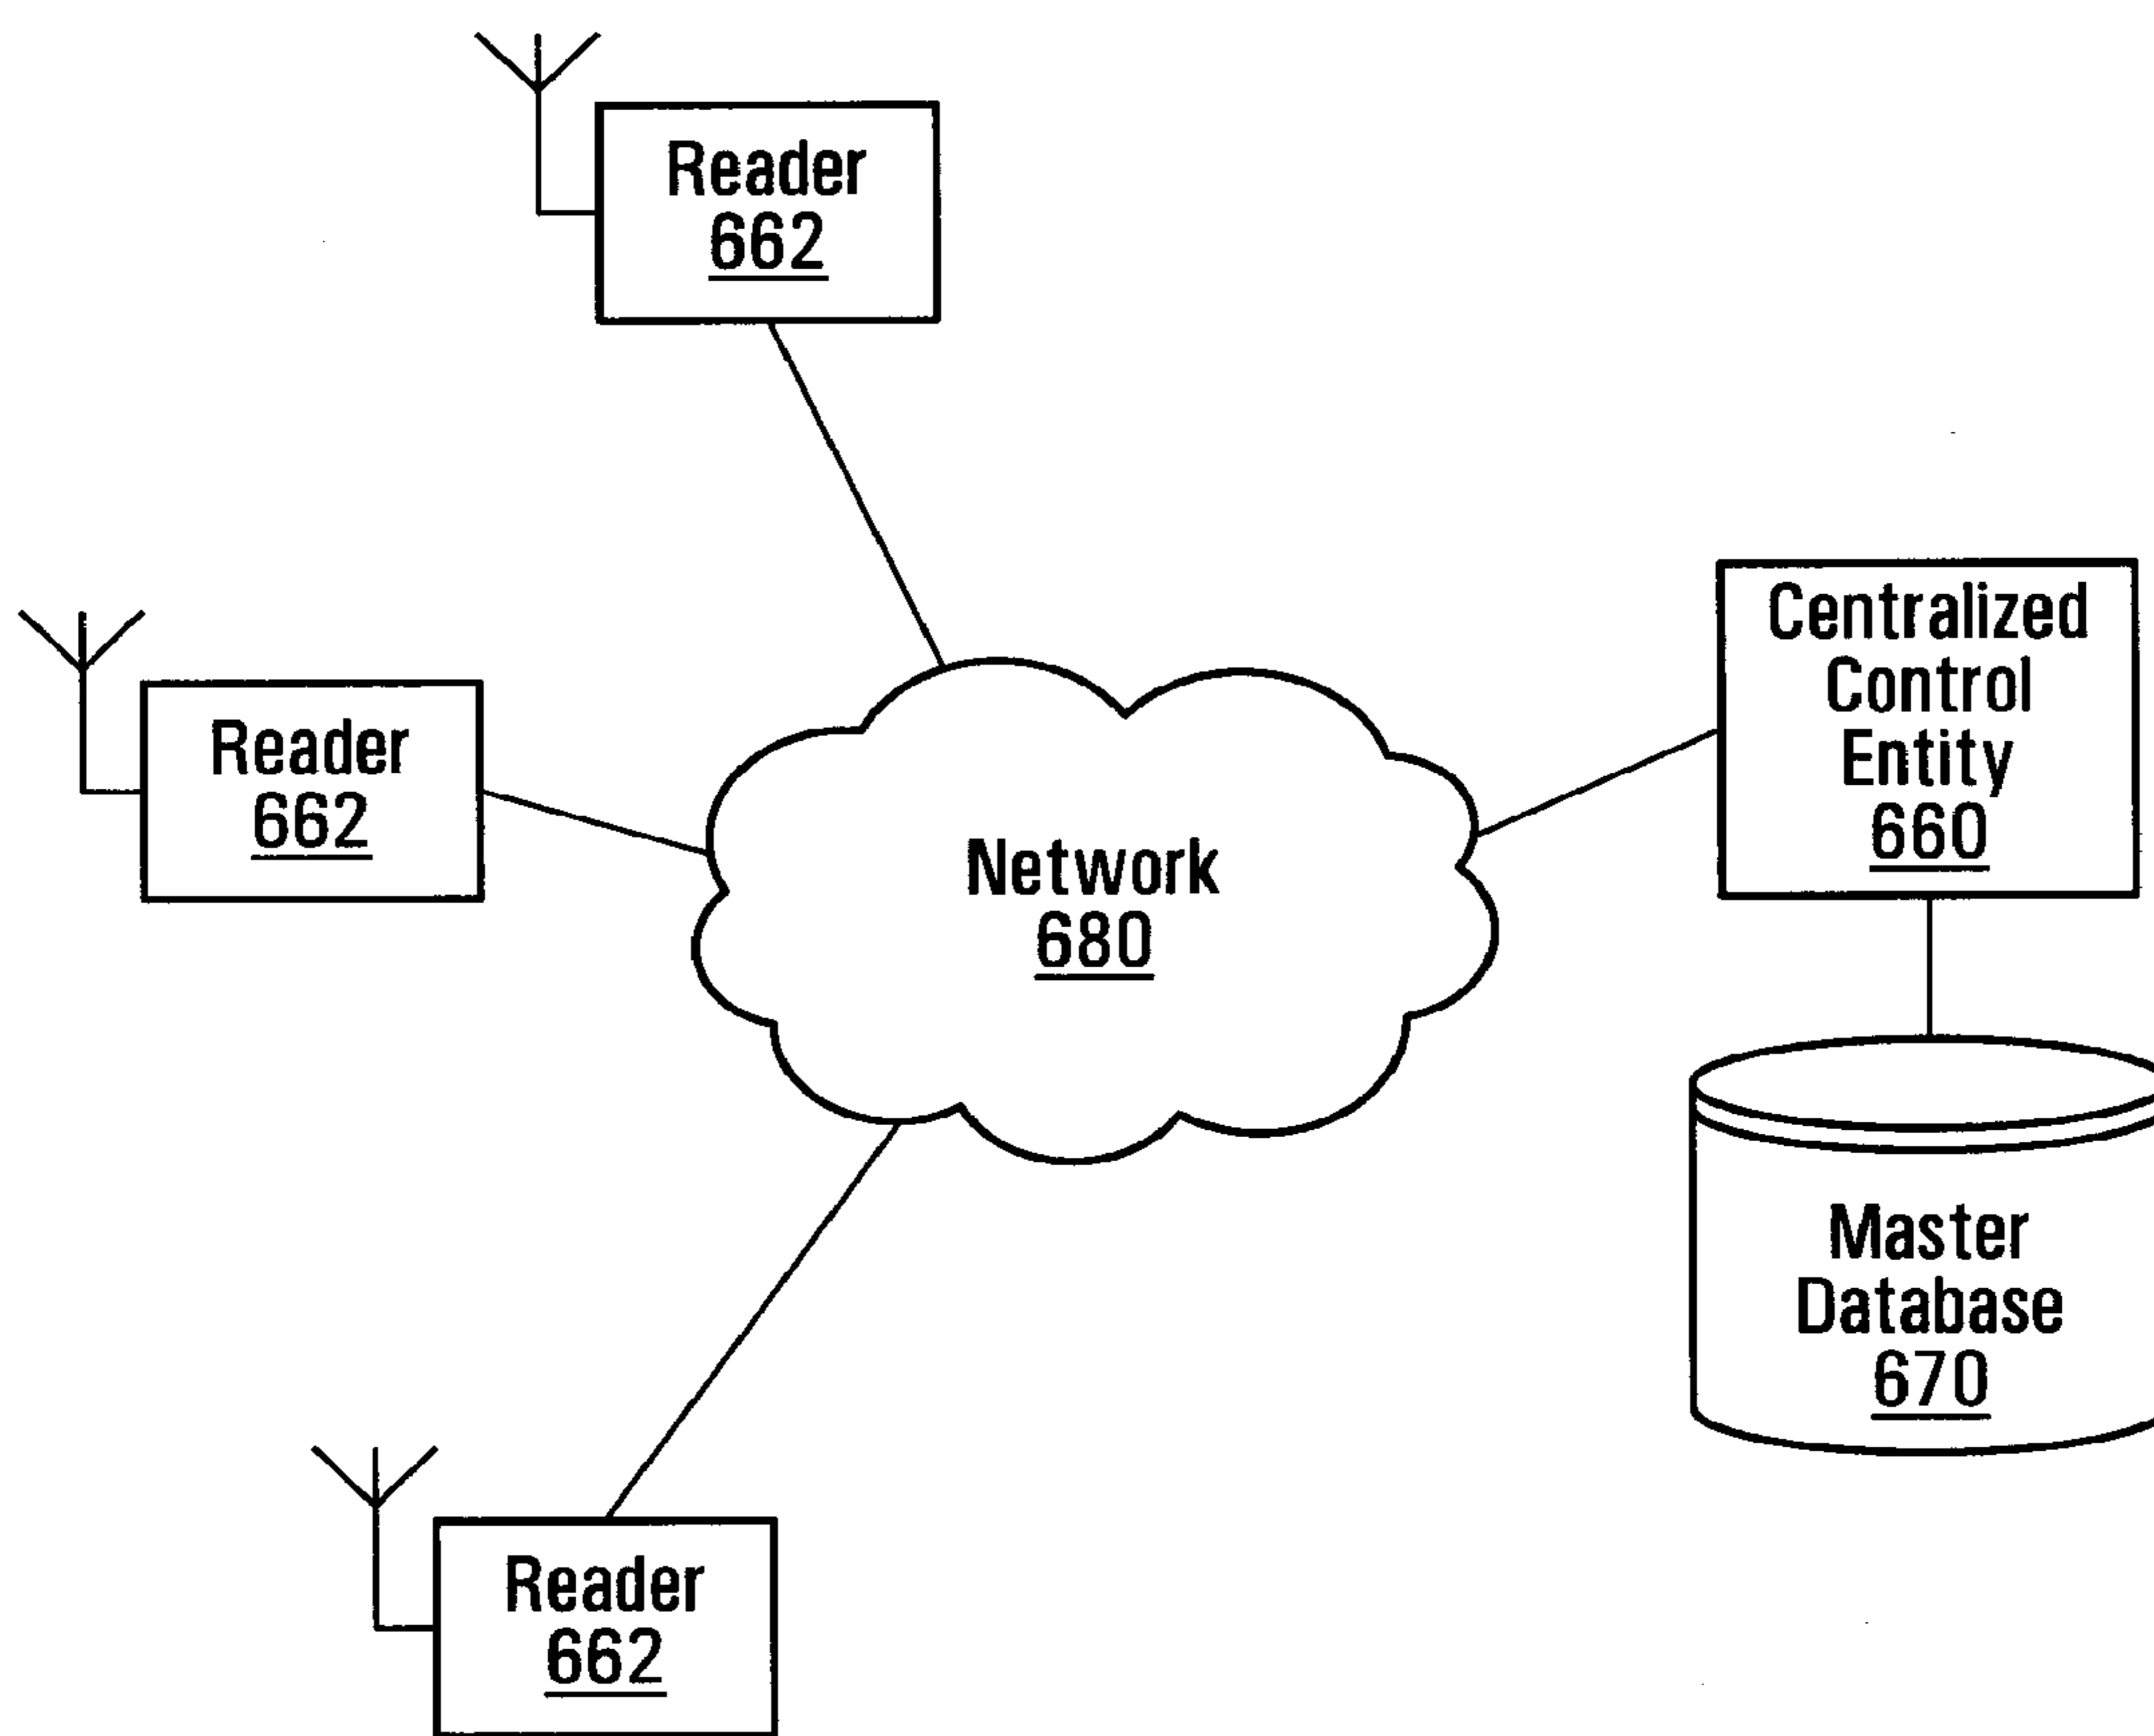 Reader
662
Reader
662
Centralized
Control
Entity
660
Network
680
Master
Database
670
Reader
662